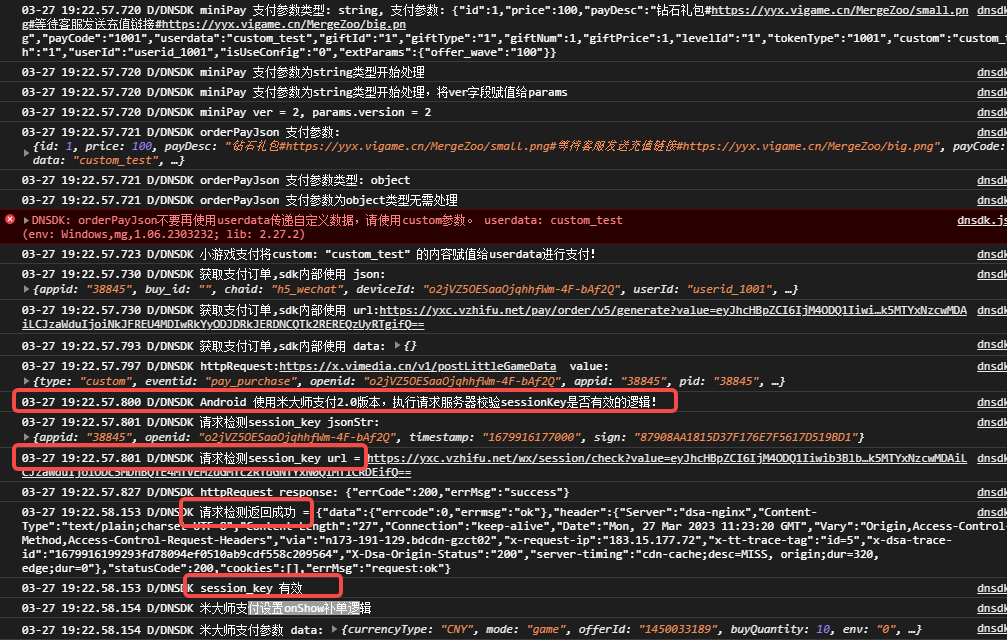 03-27 19:22.57.720 D/DNSDK miniPay 支付参数类型: string, 支付参数: {"id":1,"price":100,"payDesc":"钻石礼包#https://yyx.vigame.cn/MergeZoo/small.pn dnsdk
g#等待客服发送充值链接#https://yyx.vigame.cn/MergeZoo/big.pn
g","payCode":"1001","userdata":"custom_test","giftId":"1","giftType":"1","giftNum":1,"giftPrice":1,"levelId":"1","tokenType":"1001","custom":"custom_t
h":"1","userId":"userid_1001","isUseConfig":"0","extParams":{"offer_wave":"100"}}
03-27 19:22.57.720 D/DNSDK miniPay 支付参数为string类型开始处理 dnsdk
03-27 19:22.57.720 D/DNSDK miniPay 支付参数为string类型开始处理，将ver字段赋值给params dnsdk
03-27 19:22.57.720 D/DNSDK miniPay ver = 2, params.version = 2 dnsdk
03-27 19:22.57.721 D/DNSDK orderPayJson 支付参数: dnsdk
{id: 1, price: 100, payDesc: "钻石礼包#https://yyx.vigame.cn/MergeZoo/small.png#等待客服发送充值链接#https://yyx.vigame.cn/MergeZoo/big.png", payCode:
data: "custom_test", …}
03-27 19:22.57.721 D/DNSDK orderPayJson 支付参数类型: object dnsdk
03-27 19:22.57.721 D/DNSDK orderPayJson 支付参数为object类型无需处理 dnsdk
DNSDK: orderPayJson不要再使用userdata传递自定义数据，请使用custom参数。 userdata: custom_test dnsdk.js
(env: Windows,mg,1.06.2303232; lib: 2.27.2)
03-27 19:22.57.723 D/DNSDK 小游戏支付将custom: "custom_test" 的内容赋值给userdata进行支付! dnsdk
03-27 19:22.57.730 D/DNSDK 获取支付订单,sdk内部使用 json: dnsdk
{appid: "38845", buy_id: "", chaid: "h5_wechat", deviceId: "o2jVZ5OESaaOjqhhfWm-4F-bAf2Q", userId: "userid_1001", …}
03-27 19:22.57.730 D/DNSDK 获取支付订单,sdk内部使用 url:https://yxc.vzhifu.net/pay/order/v5/generate?value=eyJhcHBpZCI6IjM4ODQ1Iiwi…k5MTYxNzcwMDA dnsdk
iLCJzaWduIjoiNkJFREU4MDIwRkYyODJDRkJERDNCQTk2REREQzUyRTgifQ==
03-27 19:22.57.793 D/DNSDK 获取支付订单,sdk内部使用 data: {} dnsdk
03-27 19:22.57.797 D/DNSDK httpRequest:https://x.vimedia.cn/v1/postLittleGameData value: dnsdk
{type: "custom", eventid: "pay_purchase", openid: "o2jVZ5OESaaOjqhhfWm-4F-bAf2Q", appid: "38845", pid: "38845", …}
03-27 19:22.57.800 D/DNSDK Android 使用米大师支付2.0版本，执行请求服务器校验sessionKey是否有效的逻辑! dnsdk
03-27 19:22.57.801 D/DNSDK 请求检测session_key jsonStr: dnsdk
{appid: "38845", openid: "o2jVZ5OESaaOjqhhfWm-4F-bAf2Q", timestamp: "1679916177000", sign: "87908AA1815D37F176E7F5617D519BD1"}
03-27 19:22.57.801 D/DNSDK 请求检测session_key url = https://yxc.vzhifu.net/wx/session/check?value=eyJhcHBpZCI6IjM4ODQ1Iiwib3Blb…k5MTYxNzcwMDAiL dnsdk
03-27 19:22.57.827 D/DNSDK httpRequest response: {"errCode":200,"errMsg":"success"} dnsdk
03-27 19:22.58.153 D/DNSDK 请求检测返回成功 = {"data":{"errcode":0,"errmsg":"ok"},"header":{"Server":"dsa-nginx","Content- dnsdk
Type":"text/plain;charset=UTF-8","Content-Length":"27","Connection":"keep-alive","Date":"Mon, 27 Mar 2023 11:23:20 GMT","Vary":"Origin,Access-Control-
Method,Access-Control-Request-Headers","via":"n173-191-129.bdcdn-gzct02","x-request-ip":"183.15.177.72","x-tt-trace-tag":"id=5","x-dsa-trace-
id":"1679916199293fd78094ef0510ab9cdf558c209564","X-Dsa-Origin-Status":"200","server-timing":"cdn-cache;desc=MISS, origin;dur=320,
edge;dur=0"},"statusCode":200,"cookies":[],"errMsg":"request:ok"}
03-27 19:22.58.153 D/DNSDK session_key 有效 dnsdk
03-27 19:22.58.154 D/DNSDK 米大师支付设置onShow补单逻辑 dnsdk
03-27 19:22.58.154 D/DNSDK 米大师支付参数 data: {currencyType: "CNY", mode: "game", offerId: "1450033189", buyQuantity: 10, env: "0", …} dnsdk